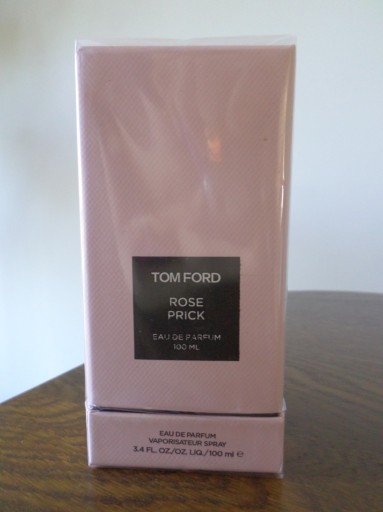 TOM FORD
ROSE
PRICK
EAU DE PARFUM
100 ML
EAU DE PARFUM
VAPORISATEUR SPRAY
3.4 FL. OZ./OZ. LIQ./100 ml ℮